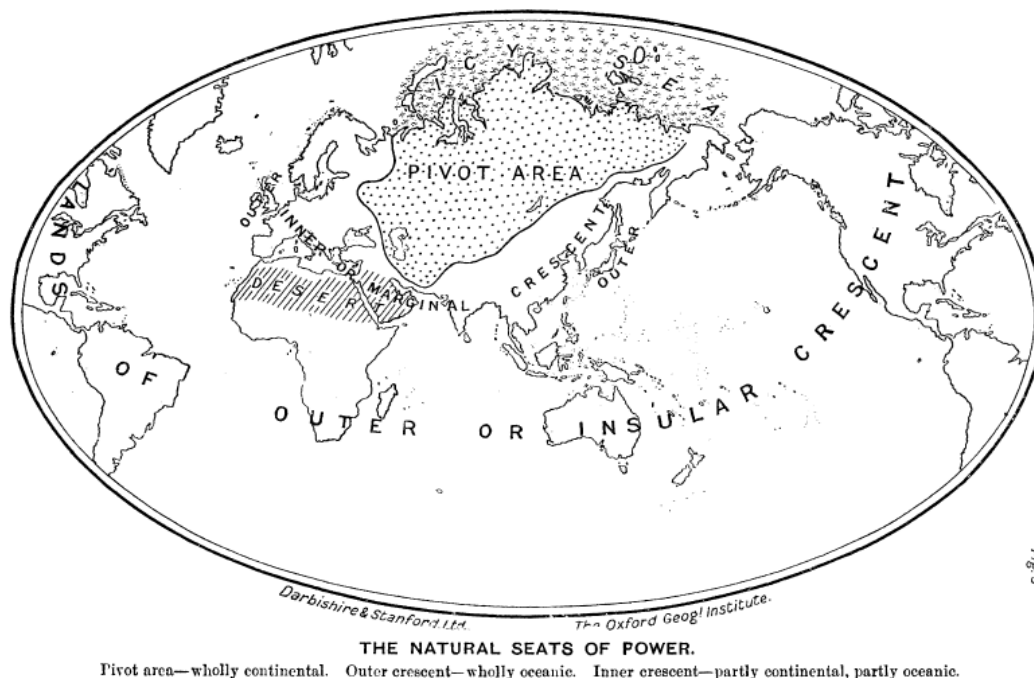 ICY SEA
PIVOT AREA
LANDS
OF
OUTER
INNER OR MARGINAL
CRESCENT
OUTER
DESERT
OUTER OR INSULAR CRESCENT
Darbishire & Stanford, Ltd.
The Oxford Geog! Institute.
THE NATURAL SEATS OF POWER.
Pivot area—wholly continental. Outer crescent—wholly oceanic. Inner crescent—partly continental, partly oceanic.